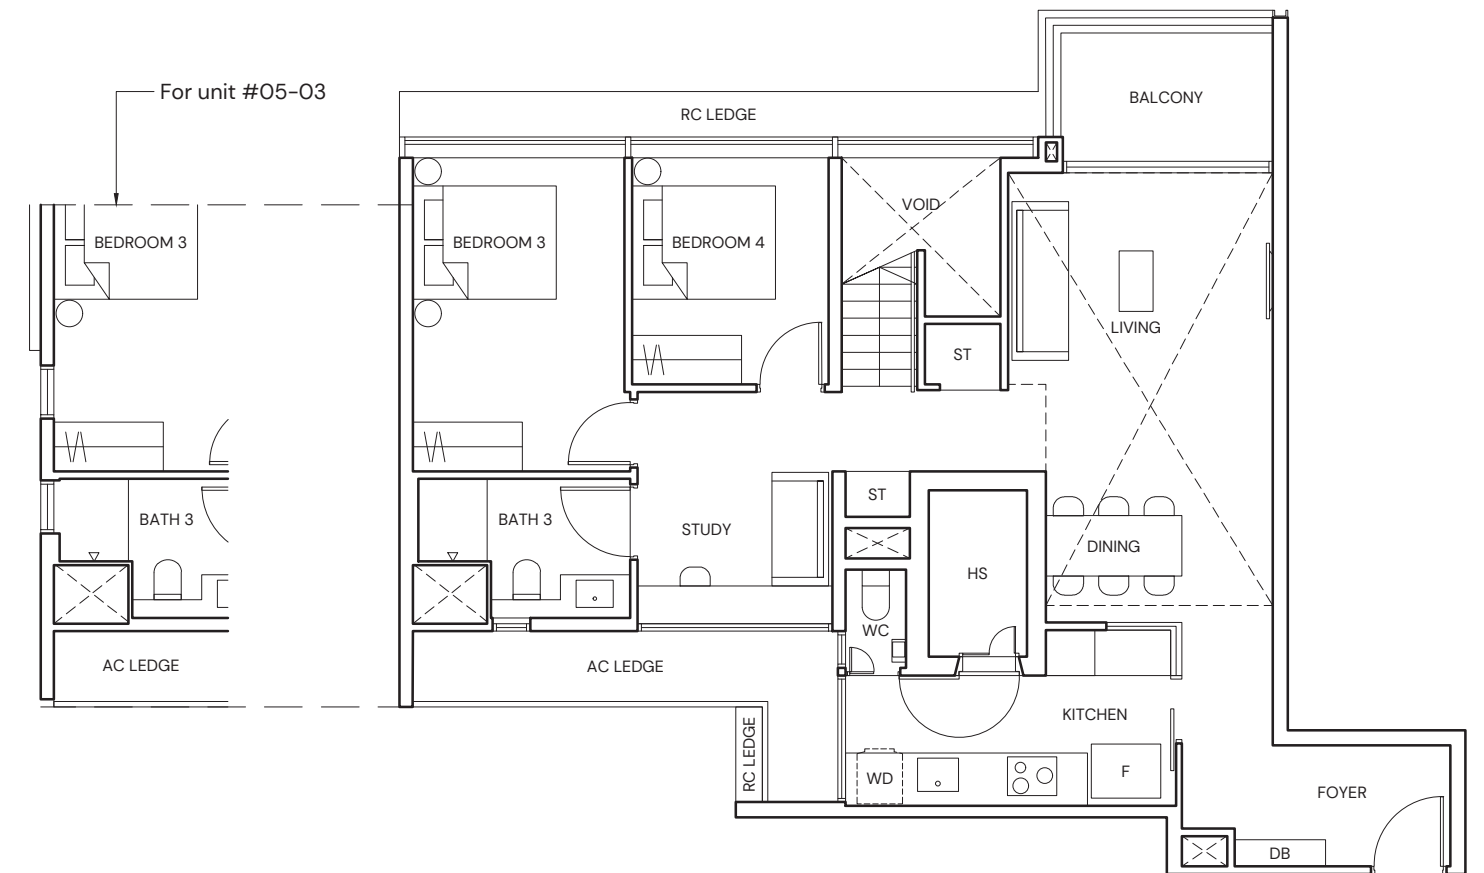 For unit #05-03
BALCONY
RC LEDGE
VOID
BEDROOM 3
BEDROOM 3
BEDROOM 4
LIVING
ST
ST
BATH 3
BATH 3
STUDY
DINING
HS
WC
AC LEDGE
AC LEDGE
KITCHEN
RC LEDGE
WD
F
FOYER
DB